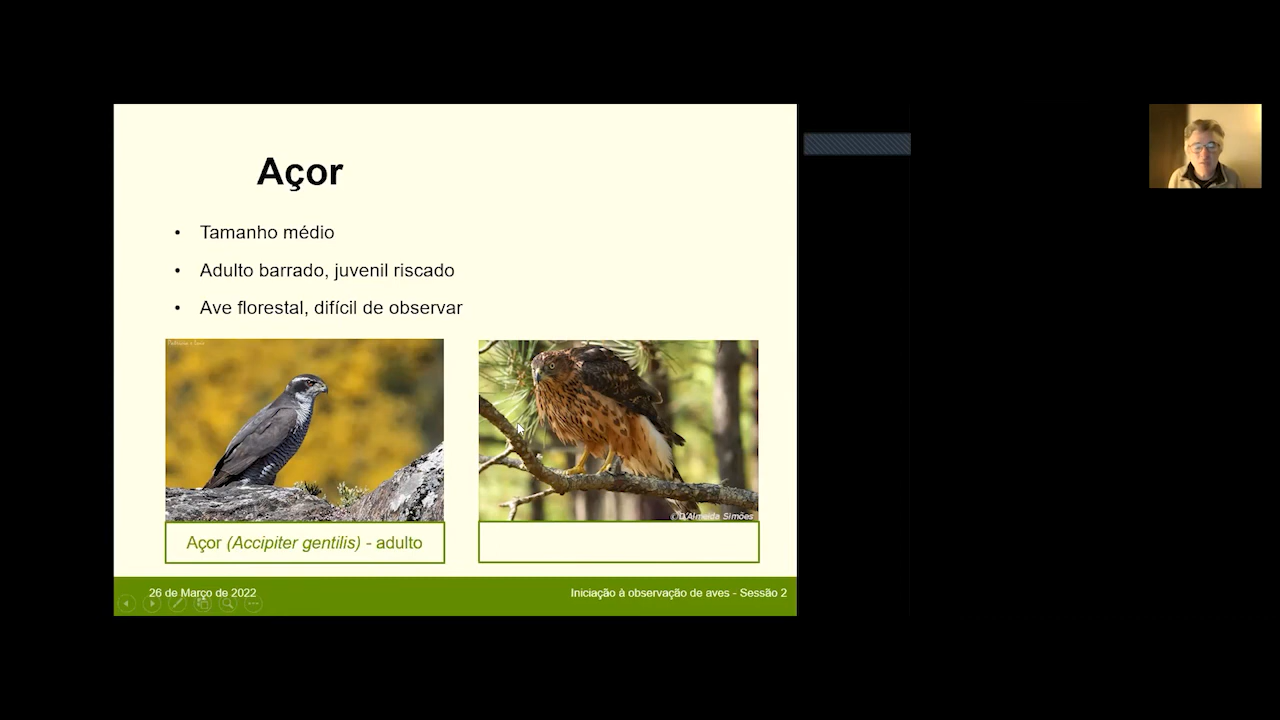 Açor
• Tamanho médio
• Adulto barrado, juvenil riscado
• Ave florestal, difícil de observar
©D'Almeida Simões
Açor (Accipiter gentilis) - adulto
26 de Março de 2022
Iniciação à observação de aves - Sessão 2